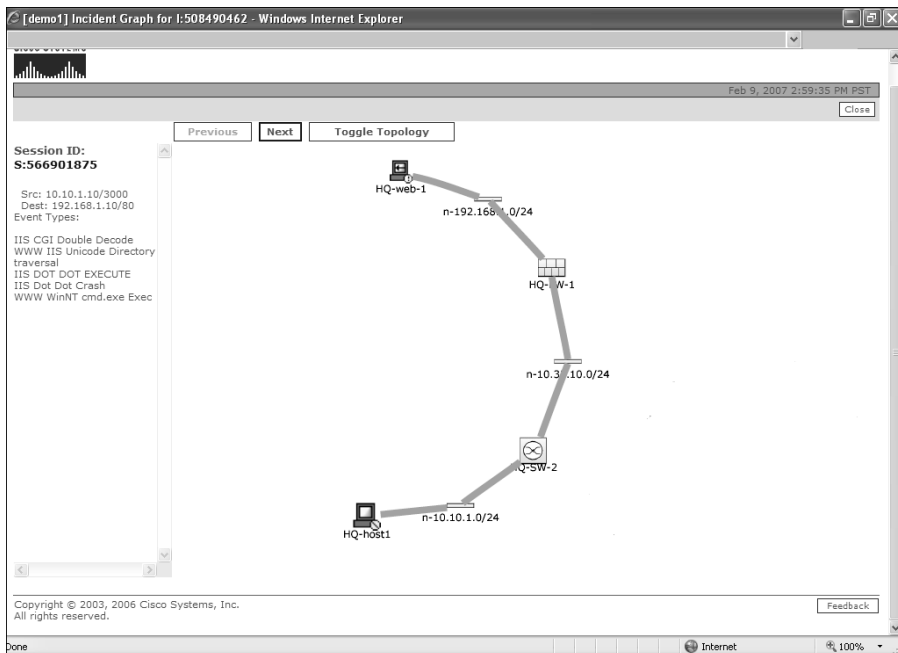 [demo1] Incident Graph for I:508490462 - Windows Internet Explorer
Feb 9, 2007 2:59:35 PM PST
Close
Previous
Next
Toggle Topology
Session ID:
S:566901875
Src: 10.10.1.10/3000
Dest: 192.168.1.10/80
Event Types:
IIS CGI Double Decode
WWW IIS Unicode Directory
traversal
IIS DOT DOT EXECUTE
IIS Dot Dot Crash
WWW WinNT cmd.exe Exec
HQ-web-1
n-10.10.1.0/24
HQ-host1
Copyright © 2003, 2006 Cisco Systems, Inc.
All rights reserved.
Feedback
Done
Internet
100%